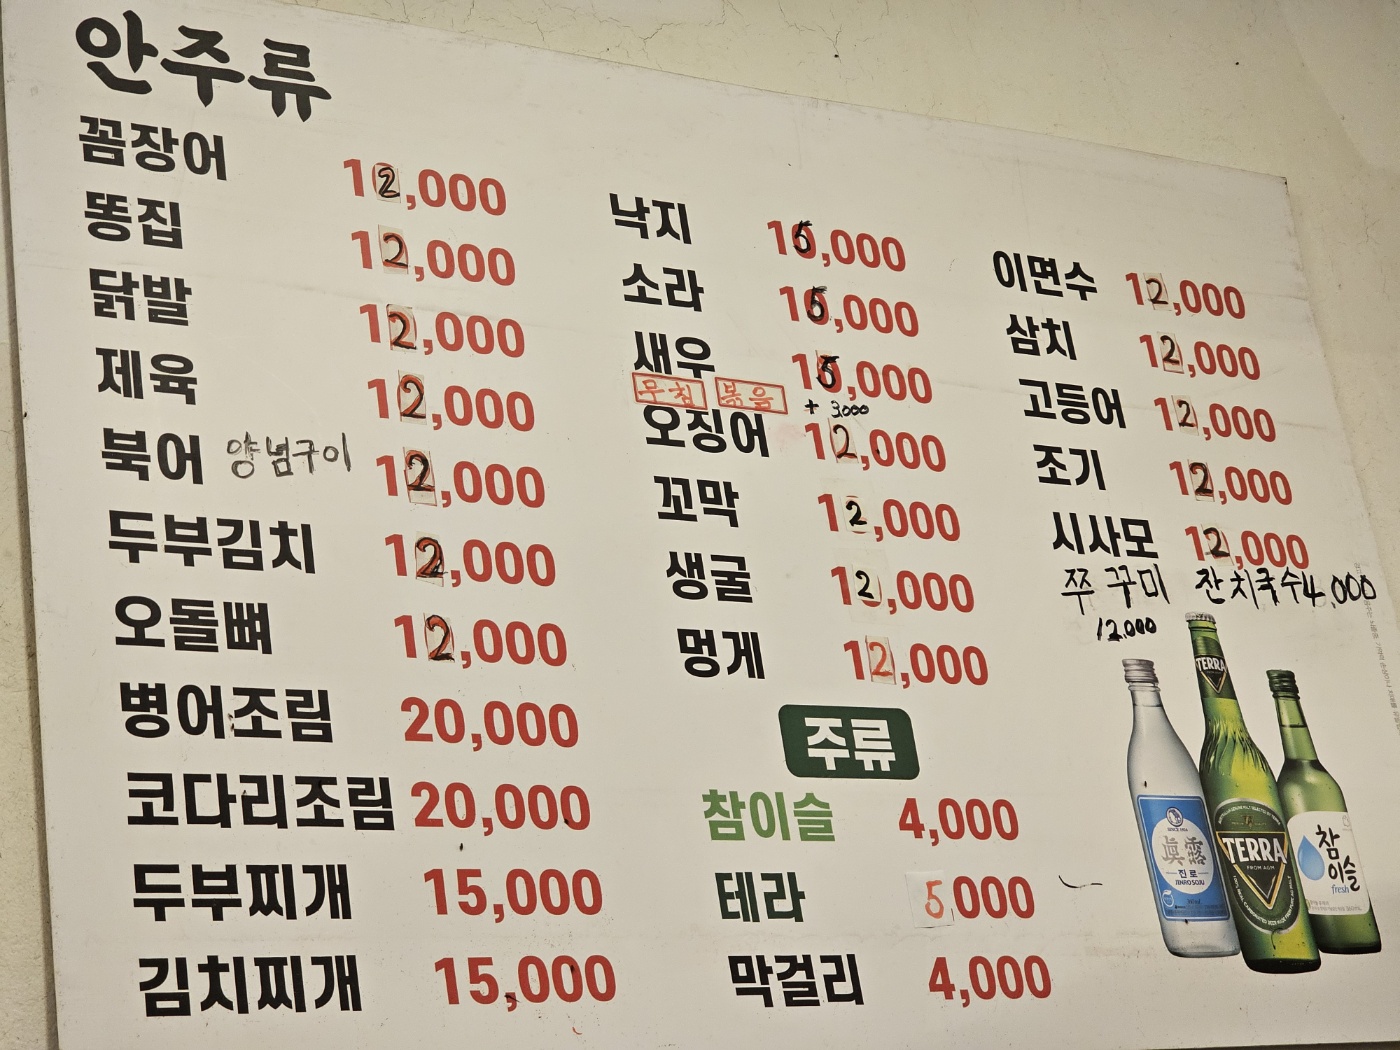 안주류
꼼장어 12,000
똥집 12,000
닭발 12,000
제육 12,000
북어 양념구이 12,000
두부김치 12,000
오돌뼈 12,000
병어조림 20,000
코다리조림 20,000
두부찌개 15,000
김치찌개 15,000
낙지 15,000
소라 15,000
새우 15,000
무침 볶음 + 3000
오징어 12,000
꼬막 12,000
생굴 12,000
멍게 12,000
이면수 12,000
삼치 12,000
고등어 12,000
조기 12,000
시사모 12,000
쭈꾸미 잔치국수 4,000
12,000
주류
참이슬 4,000
테라 5,000
막걸리 4,000
眞露
진로
JINRO SOJU
TERRA
TERRA
FROM AGM
참이슬
fresh